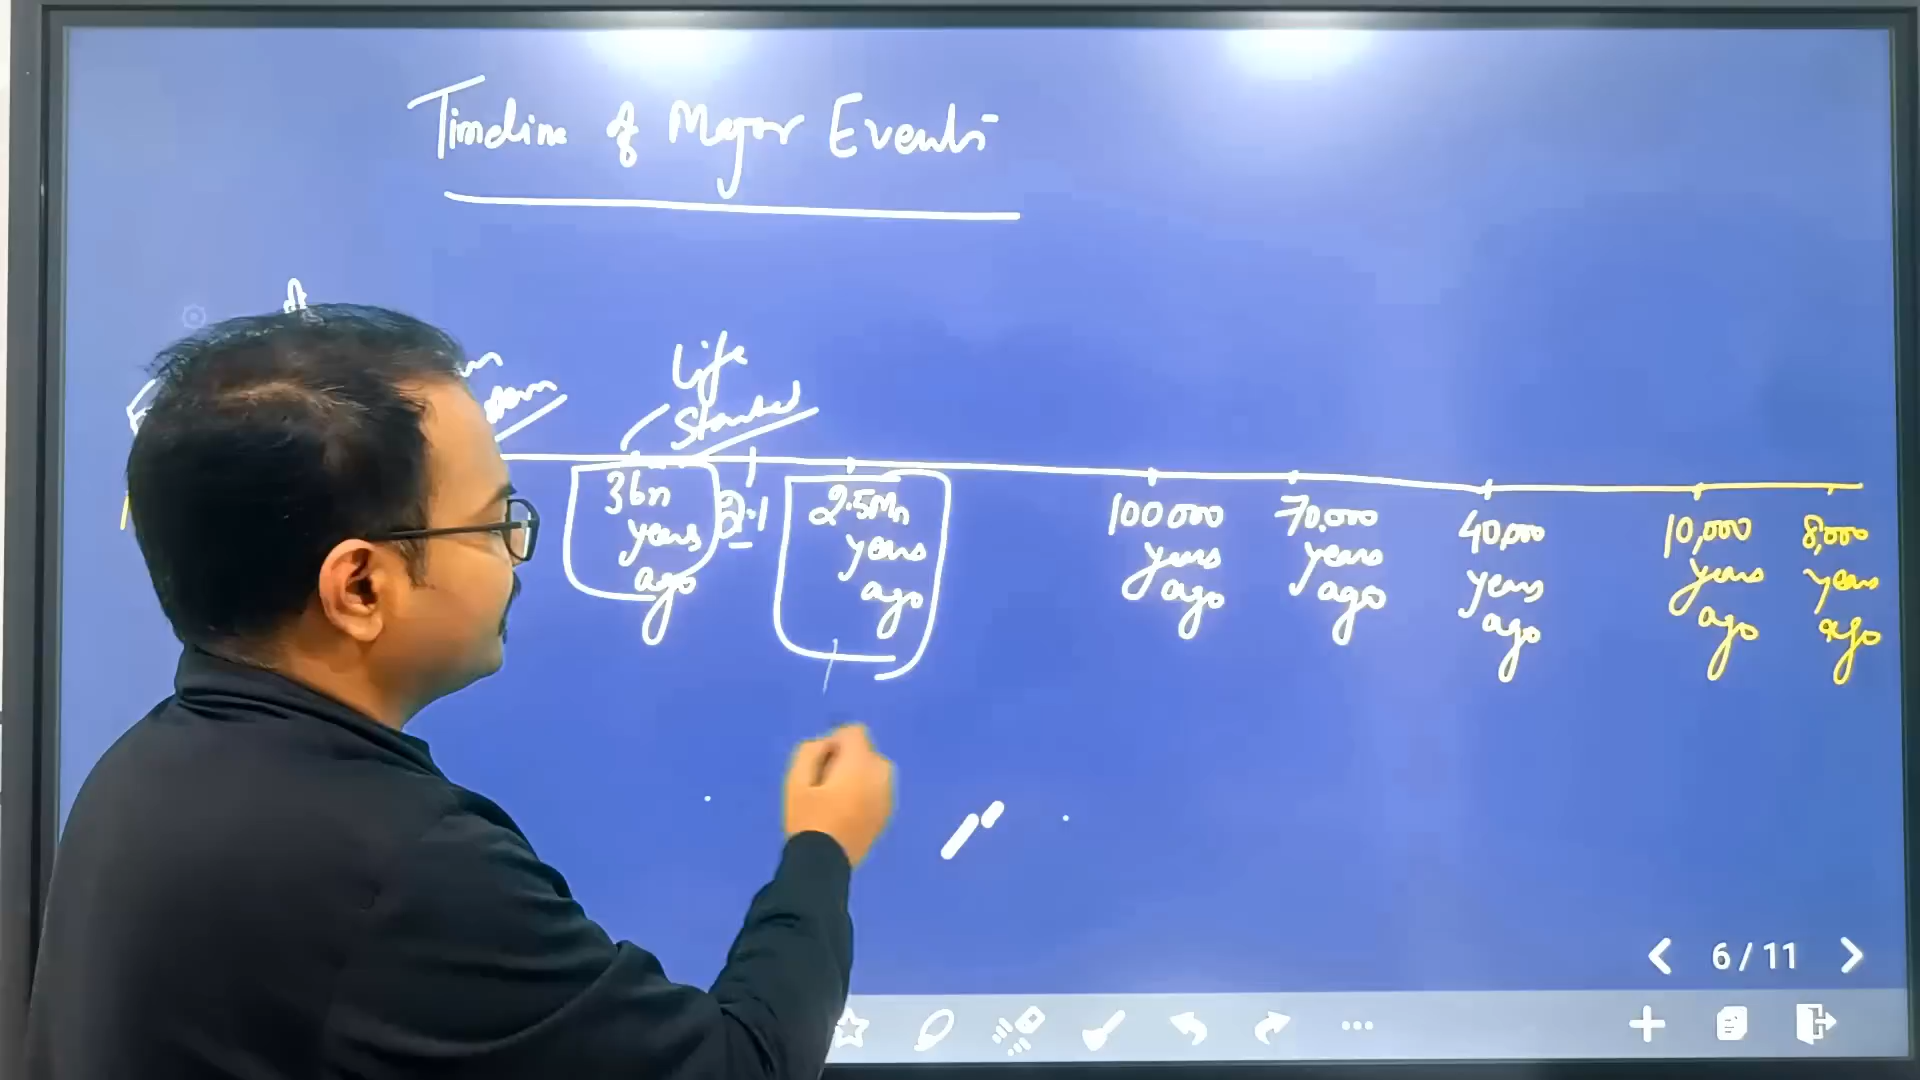 Timeline of Major Events
Life
Started
3bn
years
ago
2.1
2.5Mn
years
ago
100000
years
ago
70,000
years
ago
40,000
years
ago
10,000
years
ago
8,000
years
ago
6 / 11